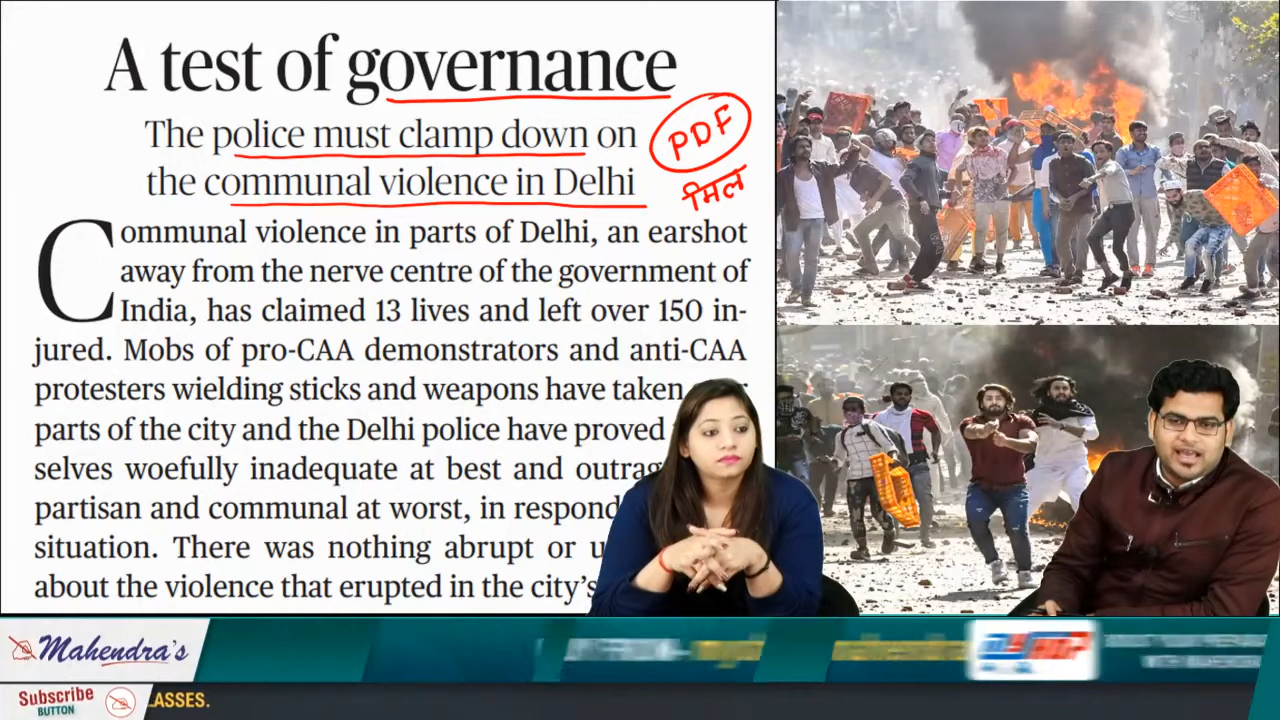 A test of governance
The police must clamp down on
the communal violence in Delhi
PDF
मिल
Communal violence in parts of Delhi, an earshot
away from the nerve centre of the government of
India, has claimed 13 lives and left over 150 in-
jured. Mobs of pro-CAA demonstrators and anti-CAA
protesters wielding sticks and weapons have taken
parts of the city and the Delhi police have proved
selves woefully inadequate at best and
partisan and communal at worst, in
situation. There was nothing abrupt or
about the violence that erupted in the city's
Mahendra's
Subscribe
BUTTON
LASSES.